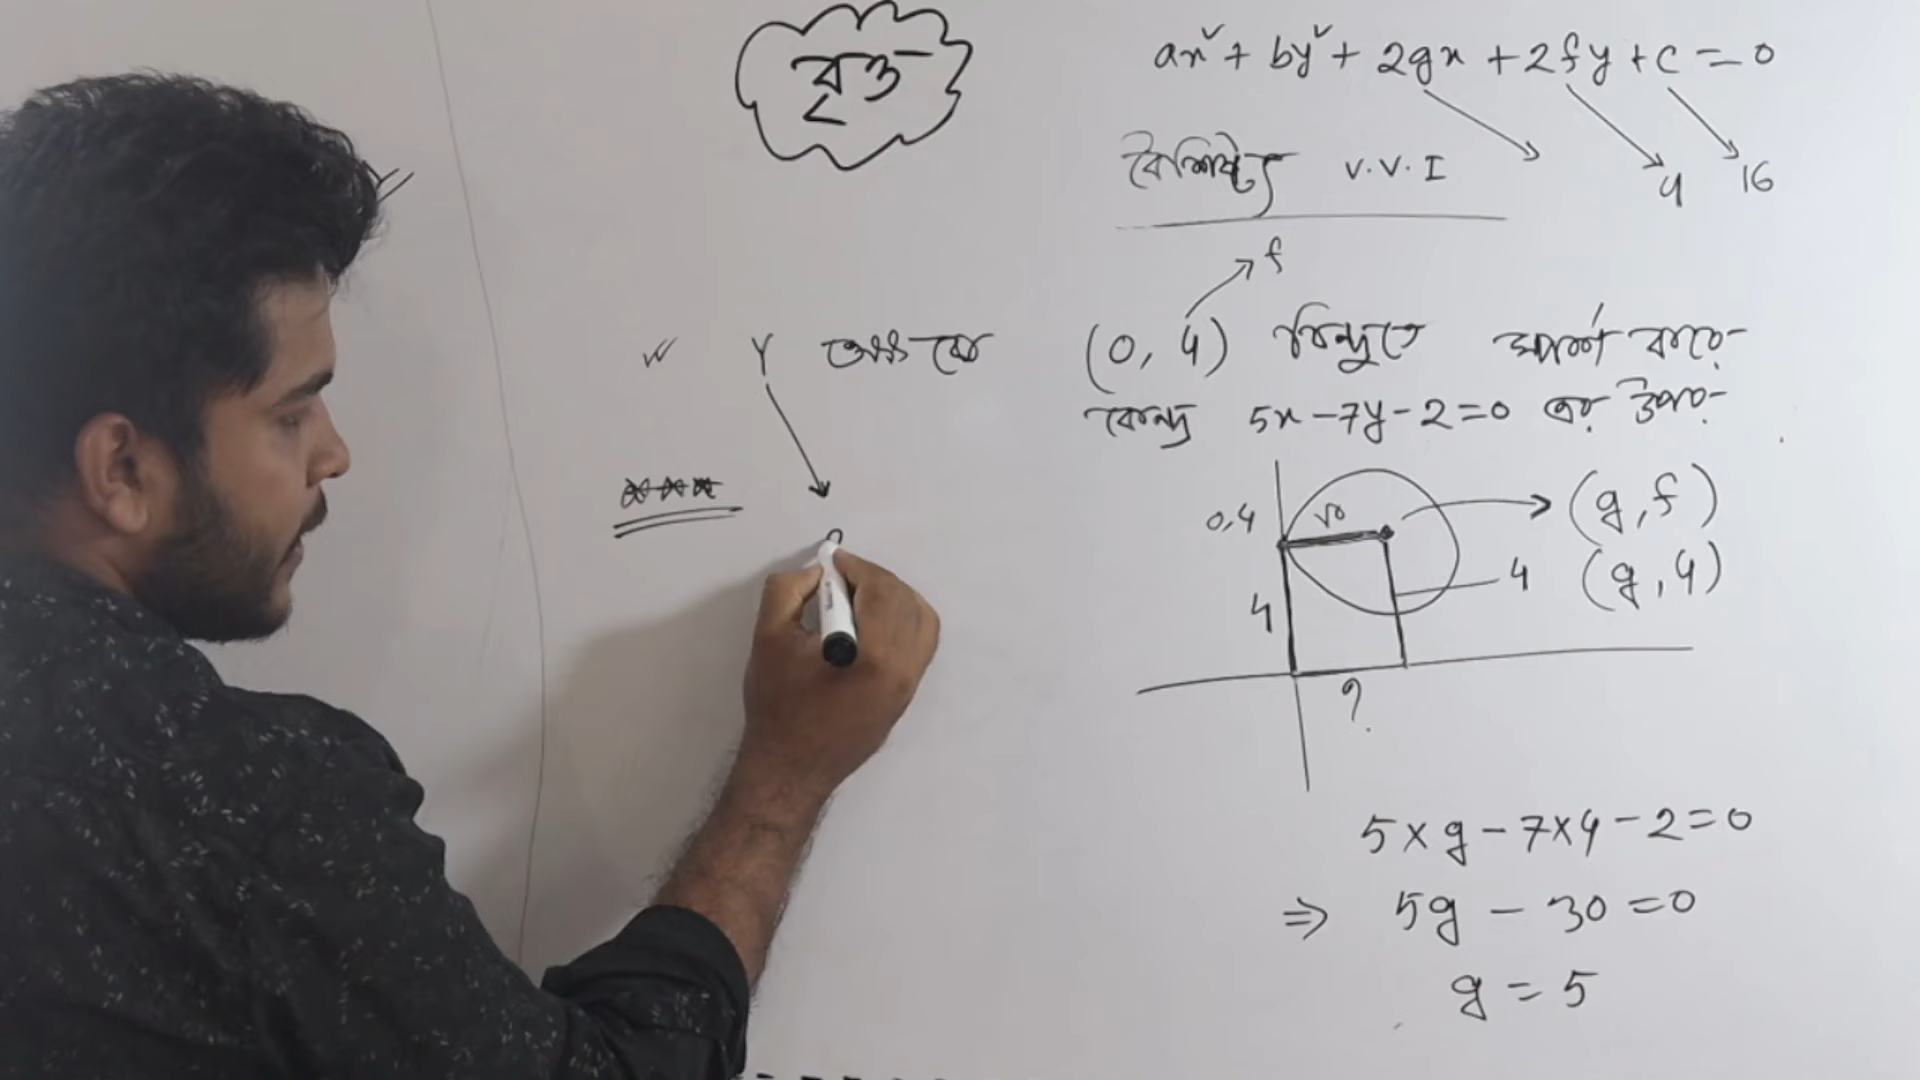 বৃত্ত
ax² + by² + 2gx + 2fy + c = 0
4 16
বৈশিষ্ট্য V.V.I
f
Y অক্ষকে (0, 4) বিন্দুতে স্পর্শ করে
কেন্দ্র 5x - 7y - 2 = 0 এর উপর
0,4 (g, f)
4 4 (g, 4)
?
5 × g - 7 × 4 - 2 = 0
⇒ 5g - 30 = 0
g = 5